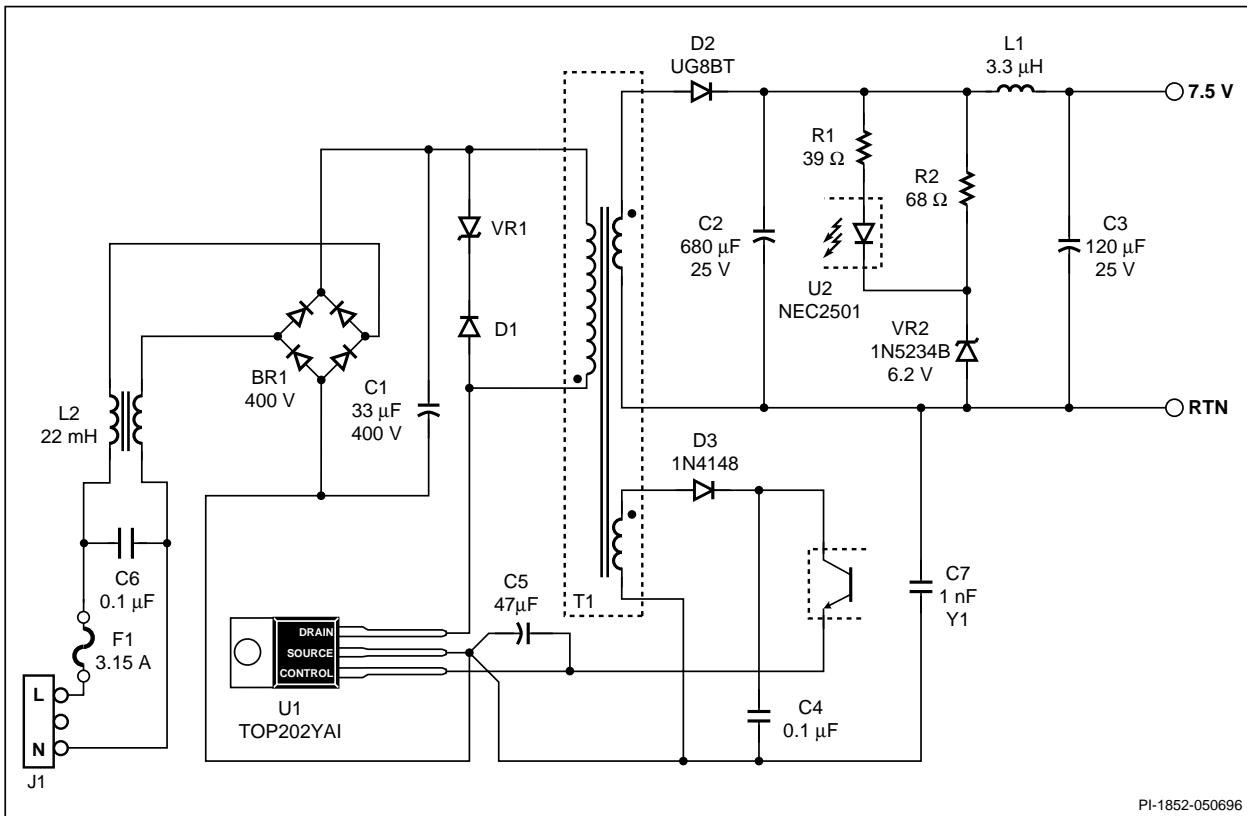 D2
UG8BT
L1
3.3 µH
7.5 V
R1
39 Ω
R2
68 Ω
VR1
C2
680 µF
25 V
C3
120 µF
25 V
U2
NEC2501
D1
VR2
1N5234B
6.2 V
BR1
400 V
C1
33 µF
400 V
L2
22 mH
RTN
D3
1N4148
C6
0.1 µF
C5
47µF
T1
C7
1 nF
Y1
F1
3.15 A
DRAIN
SOURCE
CONTROL
L
N
J1
U1
TOP202YAI
C4
0.1 µF
PI-1852-050696